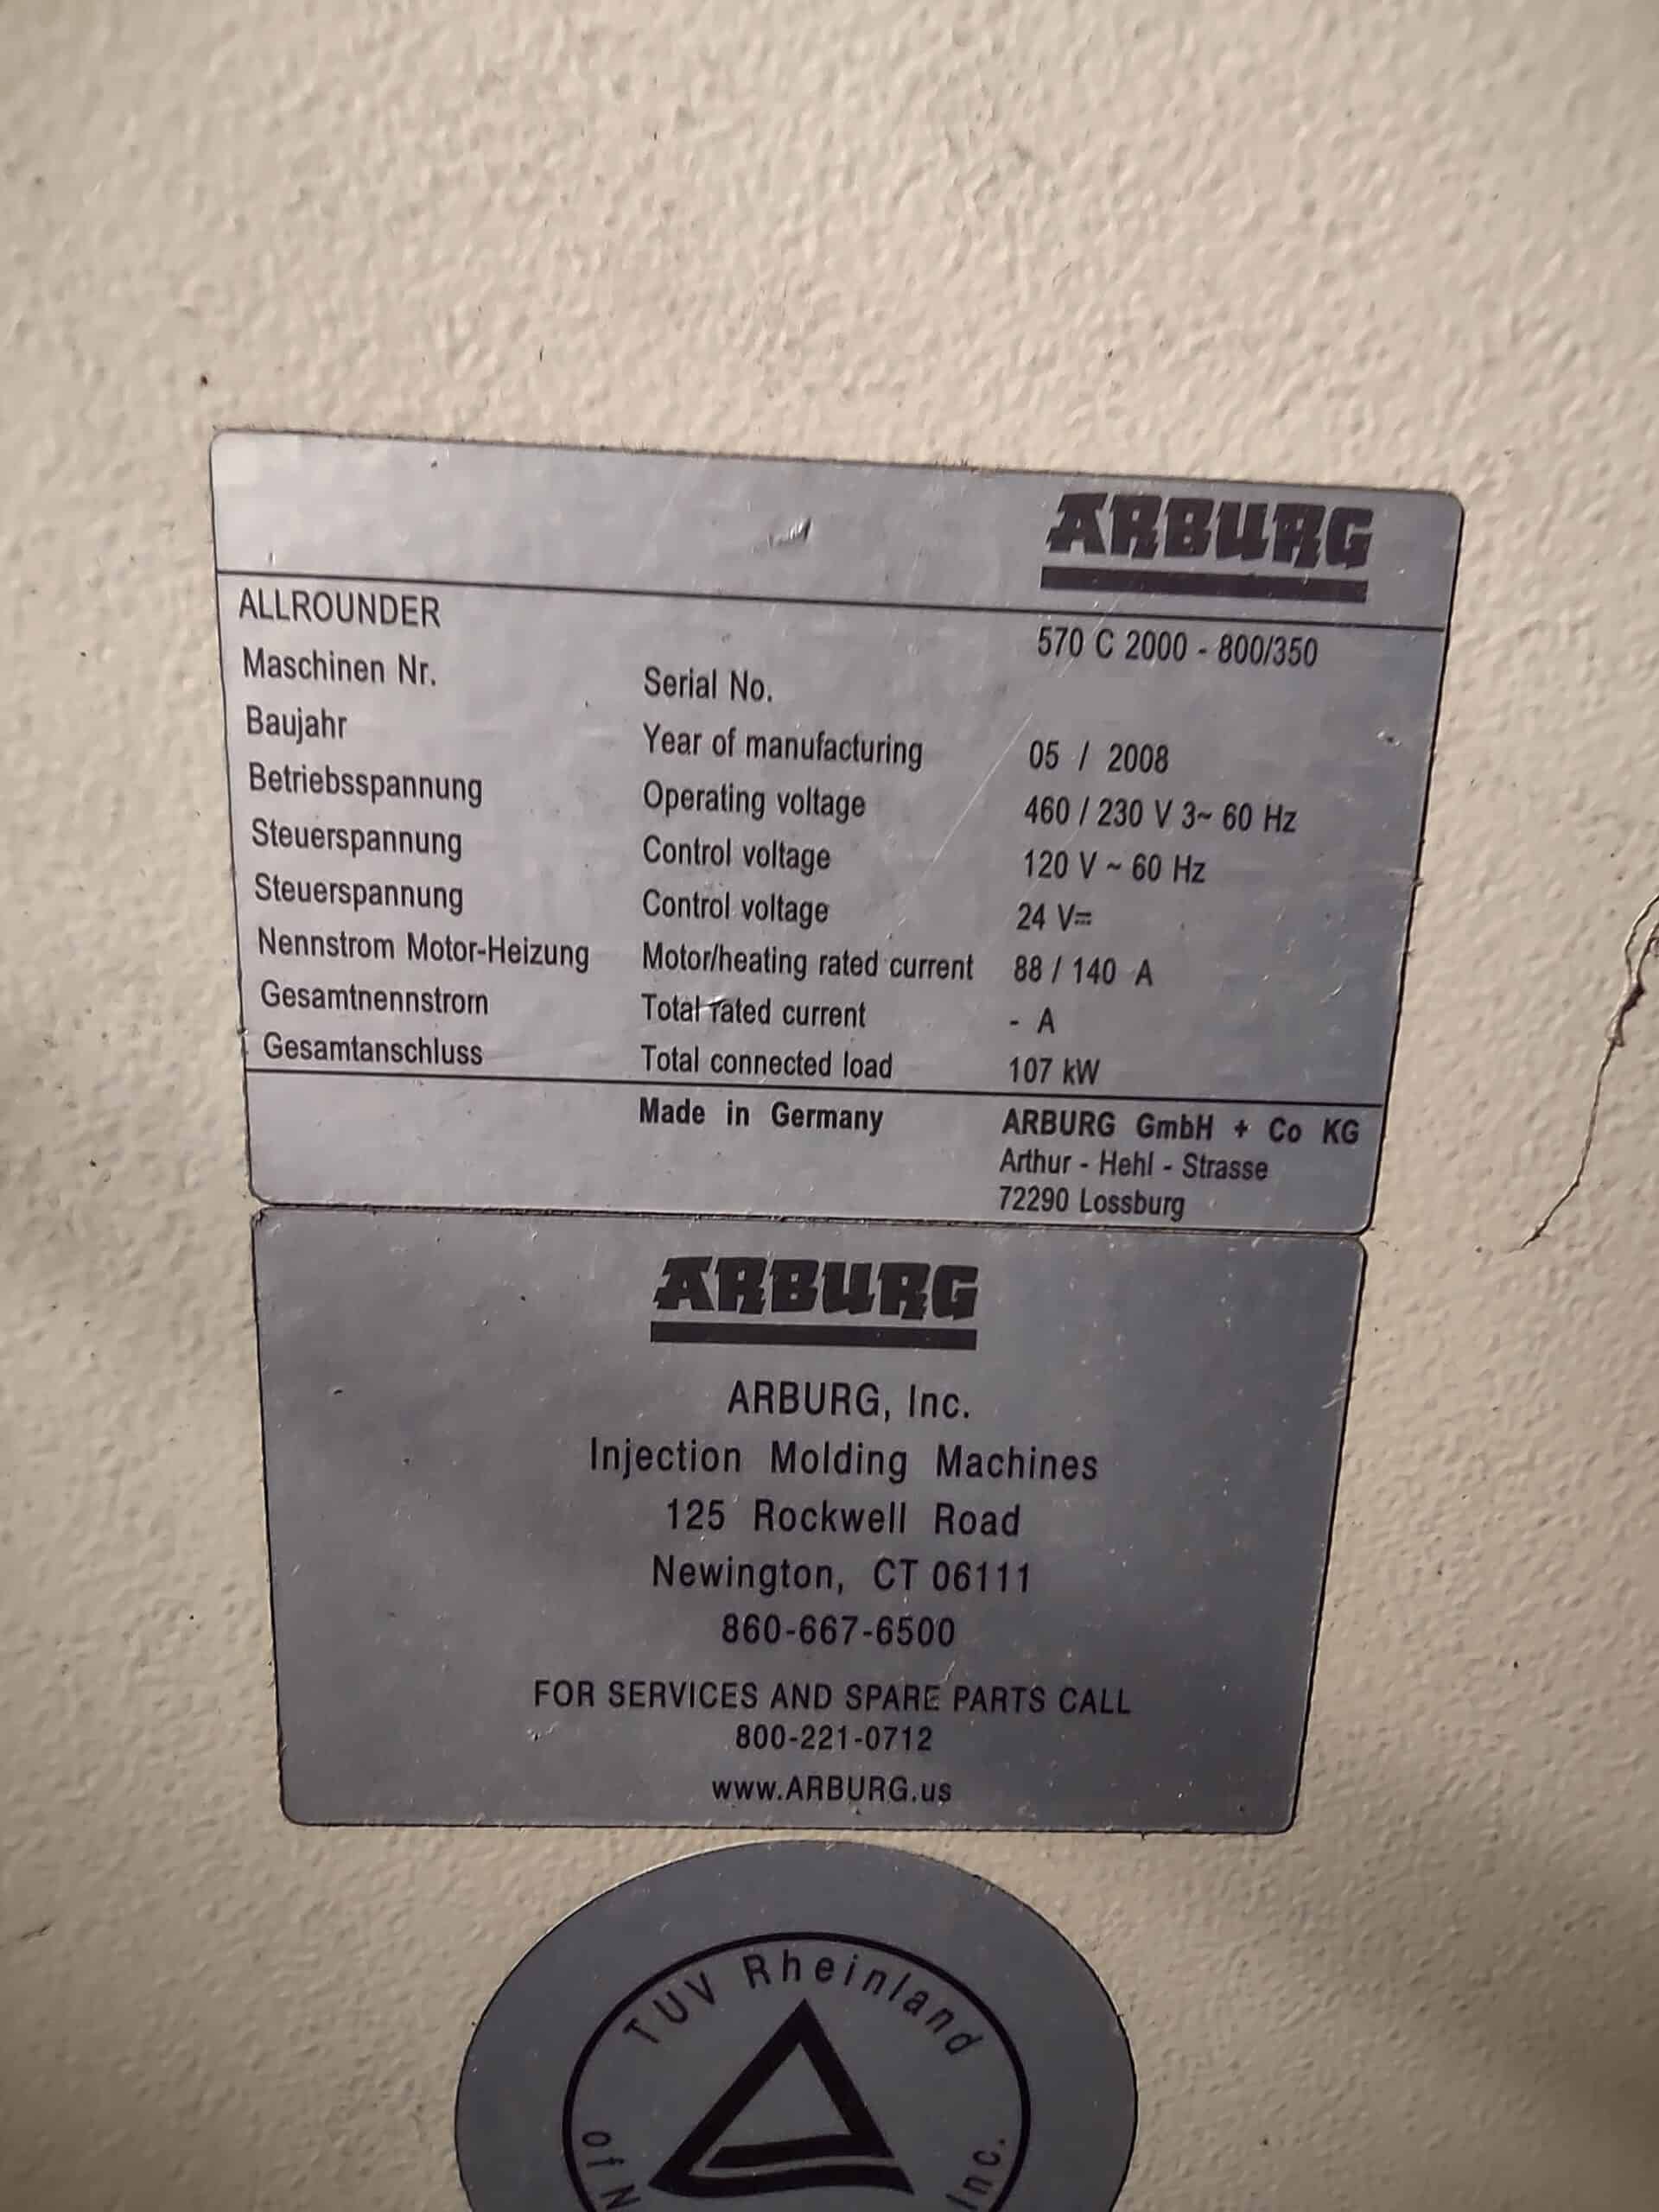 ARBURG
ALLROUNDER 570 C 2000 - 800/350
Maschinen Nr. Serial No.
Baujahr Year of manufacturing 05 / 2008
Betriebsspannung Operating voltage 460 / 230 V 3~ 60 Hz
Steuerspannung Control voltage 120 V ~ 60 Hz
Steuerspannung Control voltage 24 V⎓
Nennstrom Motor-Heizung Motor/heating rated current 88 / 140 A
Gesamtnennstrom Total rated current - A
Gesamtanschluss Total connected load 107 kW
Made in Germany ARBURG GmbH + Co KG
Arthur - Hehl - Strasse
72290 Lossburg
ARBURG
ARBURG, Inc.
Injection Molding Machines
125 Rockwell Road
Newington, CT 06111
860-667-6500
FOR SERVICES AND SPARE PARTS CALL
800-221-0712
www.ARBURG.us
TUV Rheinland
of N
Inc.